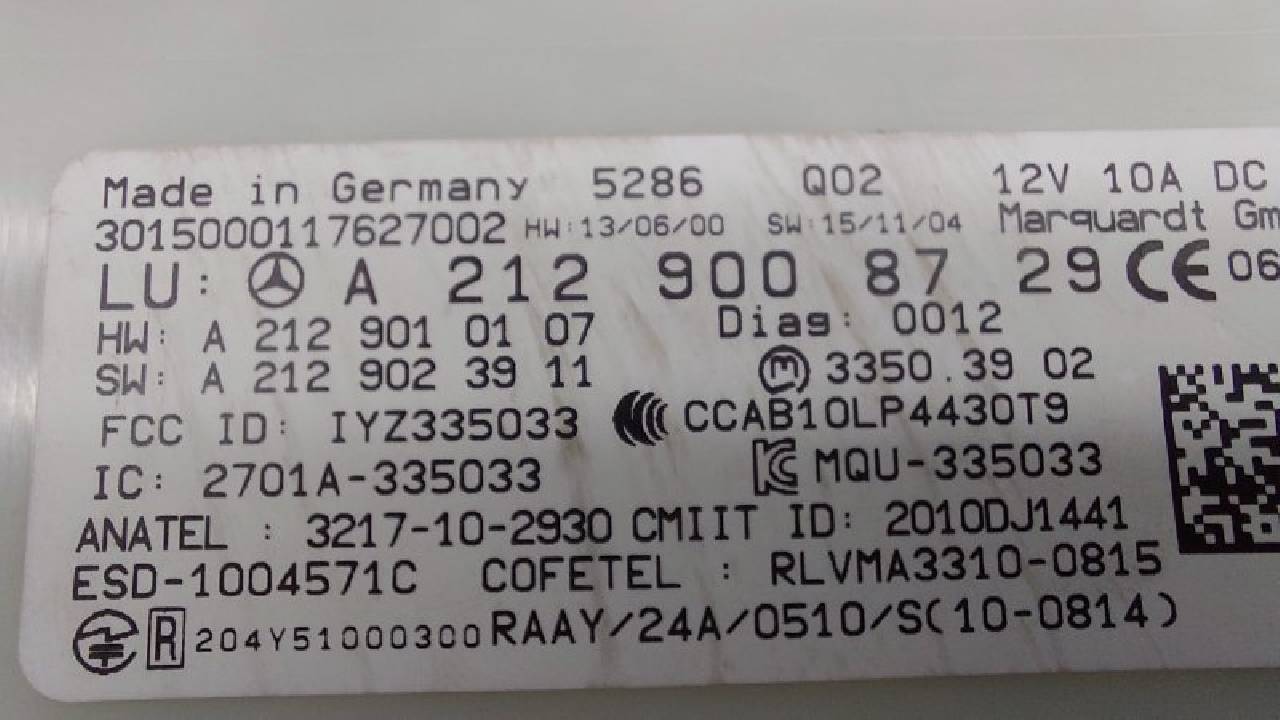 Made in Germany 5286 Q02 12V 10A DC
3015000117627002 HW:13/06/00 SW:15/11/04 Marquardt Gm
LU: A 212 900 87 29 CE 06
HW: A 212 901 01 07 Diag: 0012
SW: A 212 902 39 11 M 3350.39 02
FCC ID: IYZ335033 CCAB10LP4430T9
IC: 2701A-335033 MQU-335033
ANATEL : 3217-10-2930 CMIIT ID: 2010DJ1441
ESD-1004571C COFETEL : RLVMA3310-0815
R 204Y51000300 RAAY/24A/0510/S(10-0814)